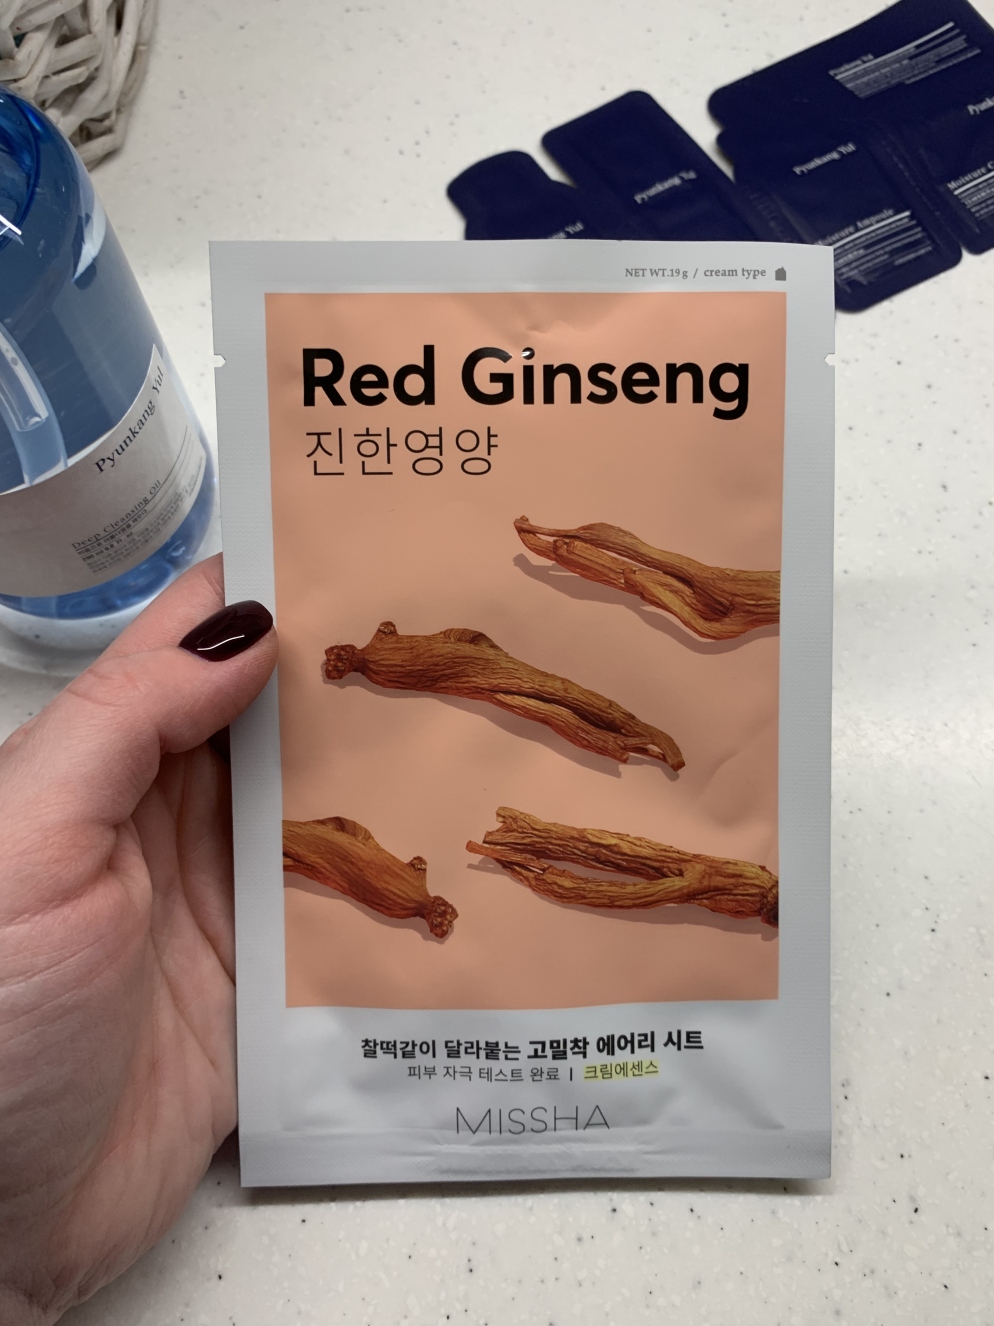 NET WT.19 g / cream type
Red Ginseng
진한영양
찰떡같이 달라붙는 고밀착 에어리 시트
피부 자극 테스트 완료 | 크림에센스
MISSHA
Pyunkang Yul
Deep Cleansing Oil
Pyunkang Yul
Pyunkang Yul
Pyunkang Yul
Yul
Moisture Ampoule
Moisture